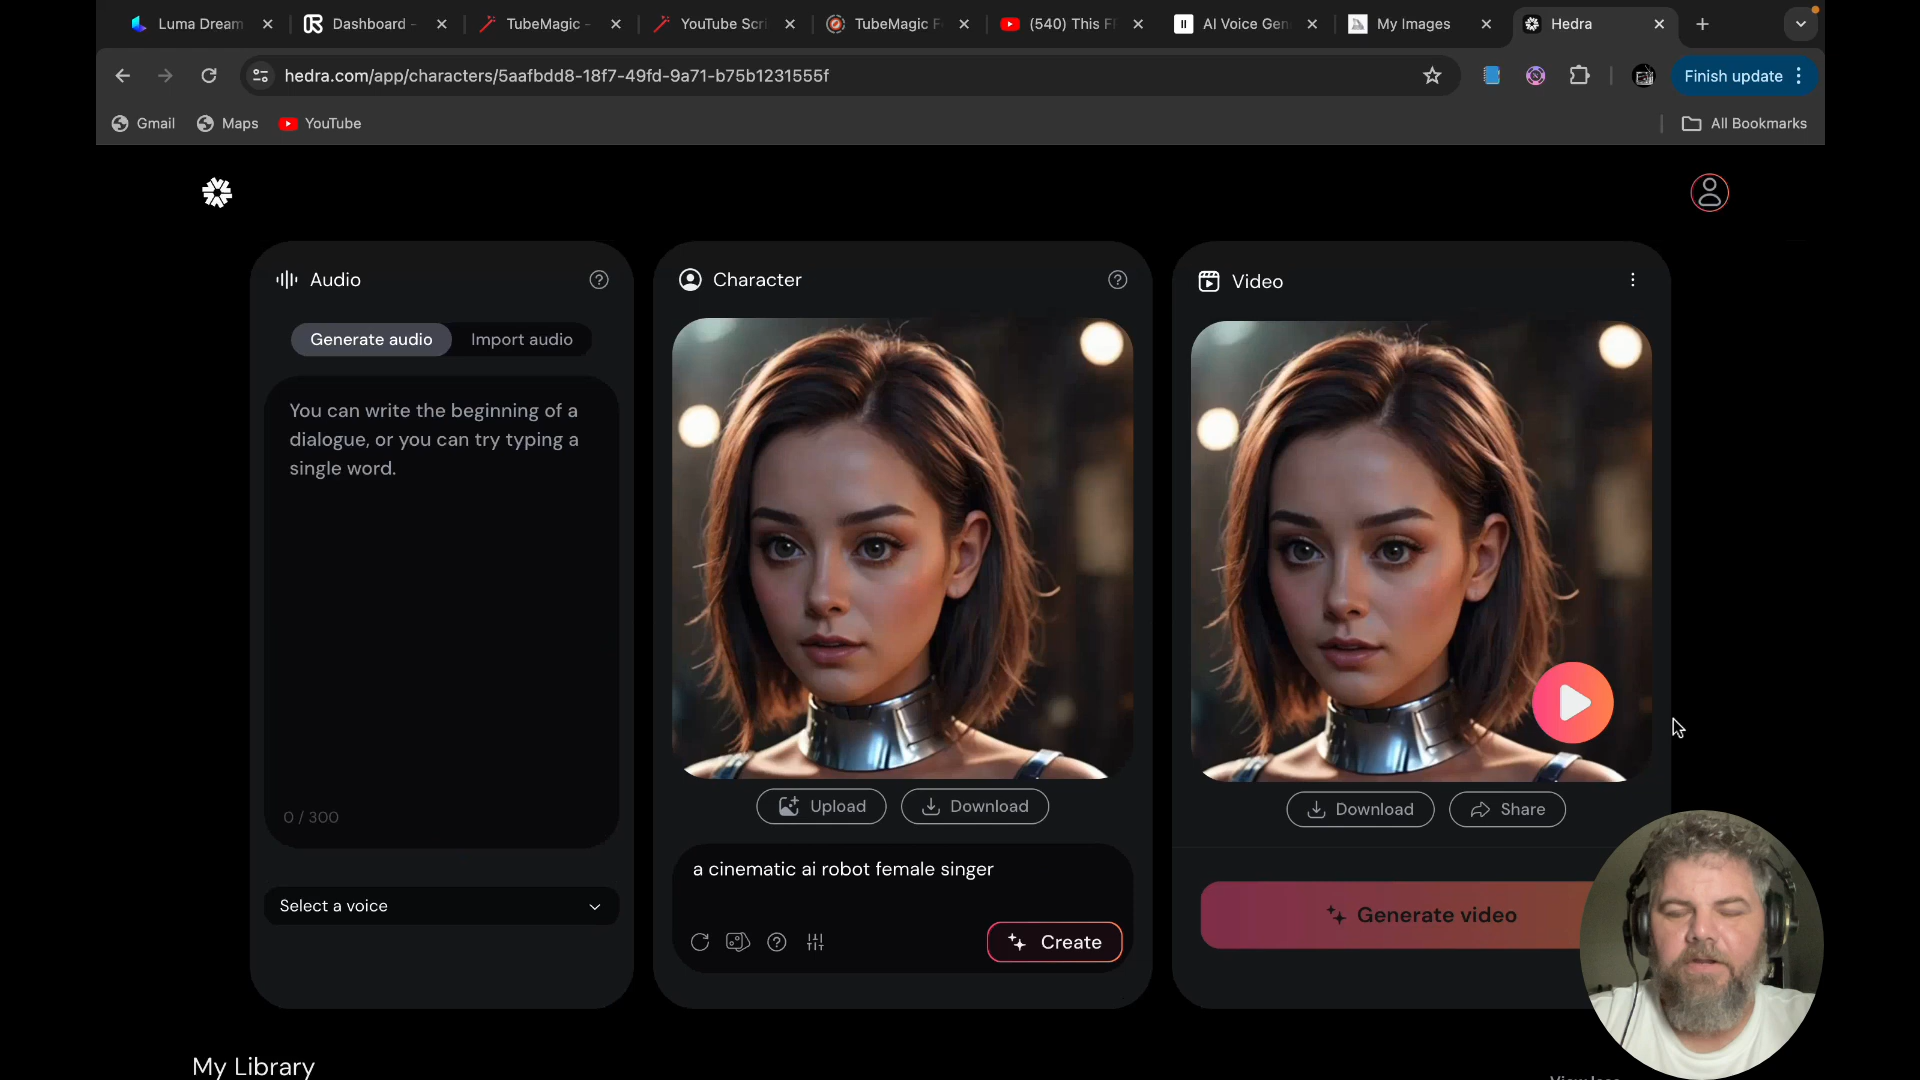 Luma Dream
Dashboard -
TubeMagic -
YouTube Scri
TubeMagic F
(540) This F
AI Voice Gen
My Images
Hedra
hedra.com/app/characters/5aafbdd8-18f7-49fd-9a71-b75b1231555f
Finish update
Gmail
Maps
YouTube
All Bookmarks
Audio
Generate audio
Import audio
You can write the beginning of a
dialogue, or you can try typing a
single word.
0 / 300
Select a voice
Character
Upload
Download
a cinematic ai robot female singer
Create
Video
Download
Share
Generate video
My Library